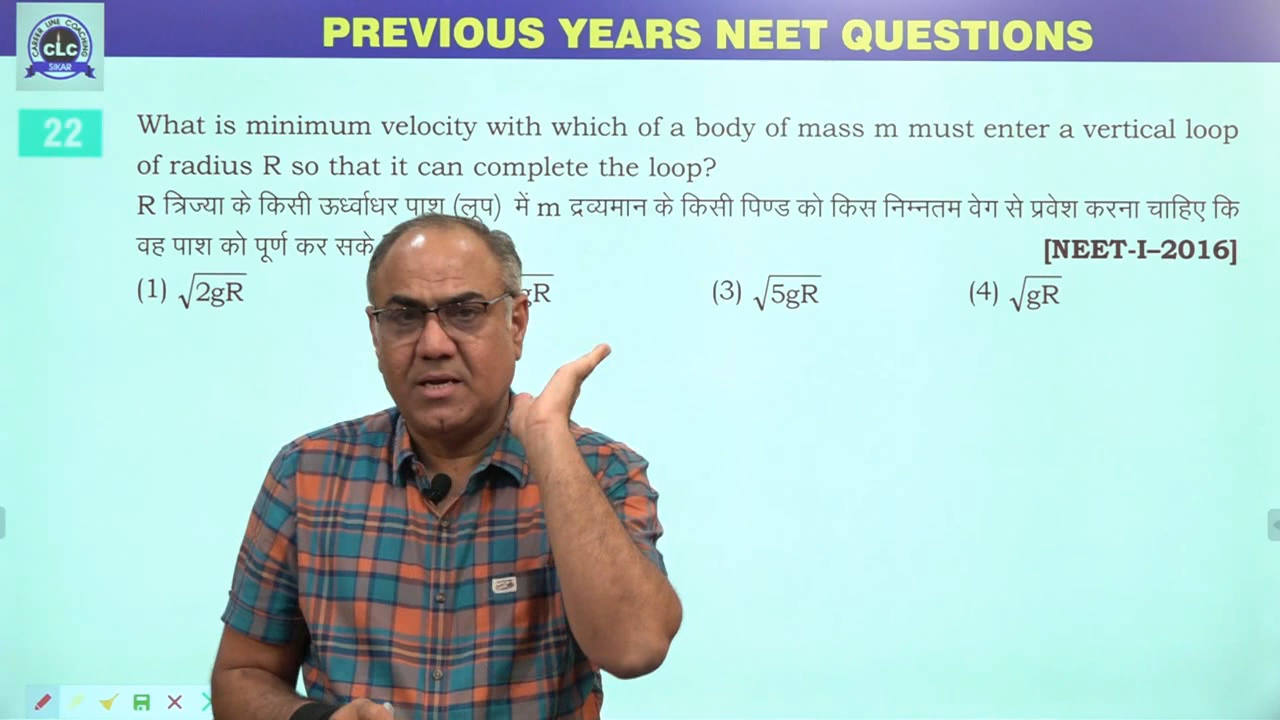 PREVIOUS YEARS NEET QUESTIONS
CAREER LINE COACHING
CLC
SIKAR
22
What is minimum velocity with which of a body of mass m must enter a vertical loop
of radius R so that it can complete the loop?
R त्रिज्या के किसी ऊर्ध्वाधर पाश (लूप) में m द्रव्यमान के किसी पिण्ड को किस निम्नतम वेग से प्रवेश करना चाहिए कि
वह पाश को पूर्ण कर सके
[NEET-I–2016]
(1) √2gR gR (3) √5gR (4) √gR